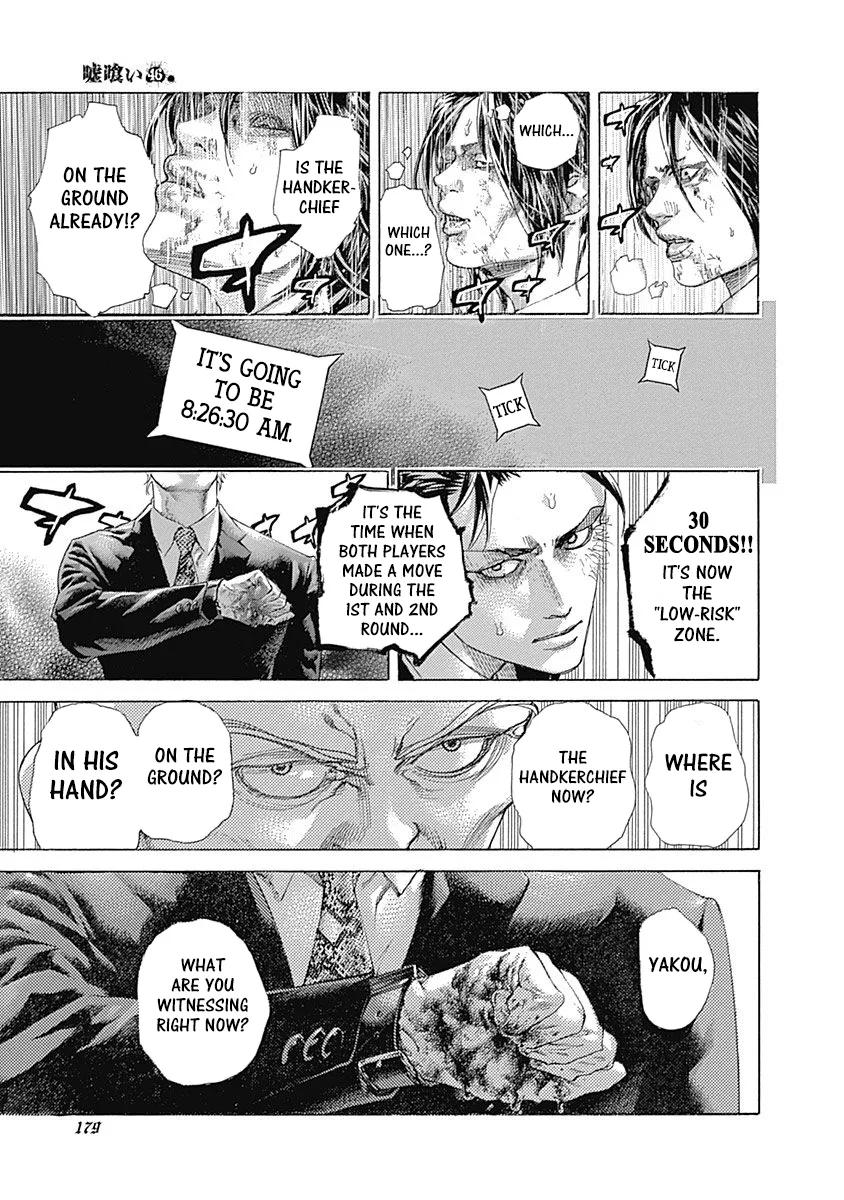 嘘喰い 46
WHICH...
WHICH
ONE...?
IS THE
HANDKER-
CHIEF
ON THE
GROUND
ALREADY!?
TICK
TICK
IT'S GOING
TO BE
8:26:30 AM.
30
SECONDS!!
IT'S NOW
THE
"LOW-RISK"
ZONE.
IT'S THE
TIME WHEN
BOTH PLAYERS
MADE A MOVE
DURING THE
1ST AND 2ND
ROUND...
WHERE
IS
THE
HANDKERCHIEF
NOW?
ON THE
GROUND?
IN HIS
HAND?
YAKOU,
WHAT
ARE YOU
WITNESSING
RIGHT NOW?
179